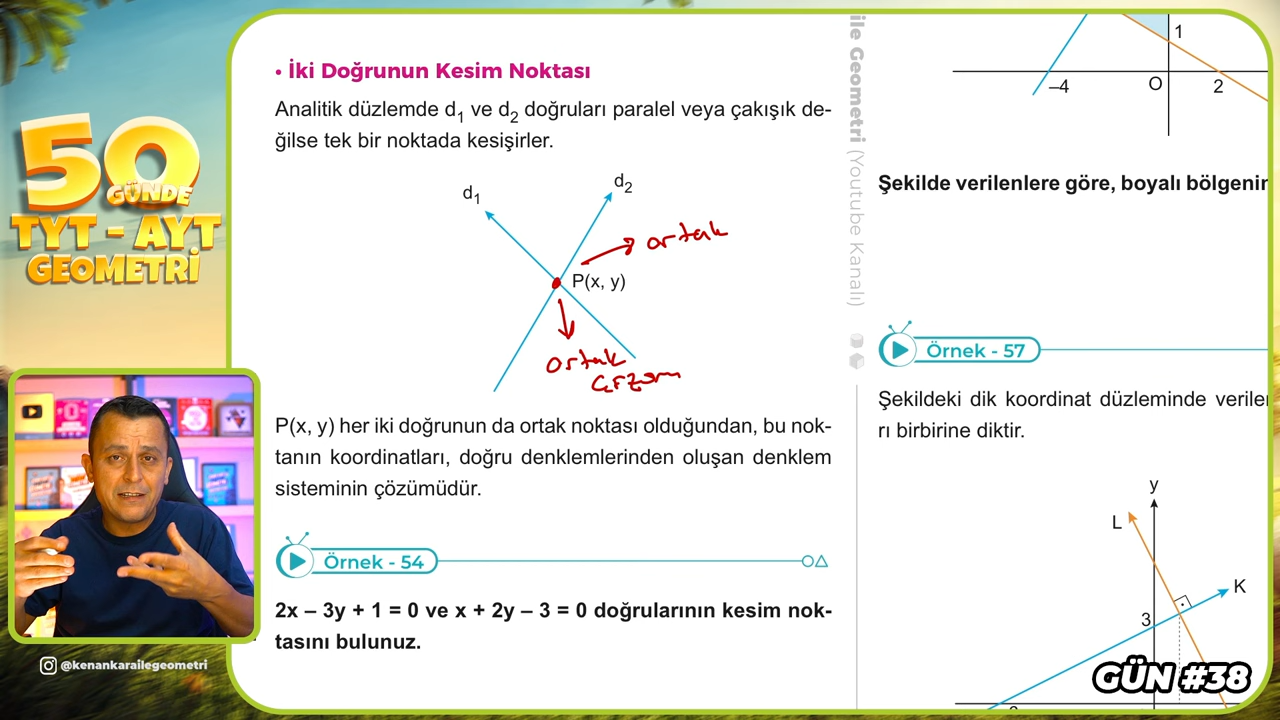 50
GÜNDE
TYT - AYT
GEOMETRİ
@kenankarailegeometri
• İki Doğrunun Kesim Noktası
Analitik düzlemde d1 ve d2 doğruları paralel veya çakışık de-
ğilse tek bir noktada kesişirler.
d1
d2
ortak
P(x, y)
ortak
P(x, y) her iki doğrunun da ortak noktası olduğundan, bu nok-
tanın koordinatları, doğru denklemlerinden oluşan denklem
sisteminin çözümüdür.
Örnek - 54
2x – 3y + 1 = 0 ve x + 2y – 3 = 0 doğrularının kesim nok-
tasını bulunuz.
ile Geometri (Youtube Kanalı)
1
–4
O
2
Şekilde verilenlere göre, boyalı bölgenin
Örnek - 57
Şekildeki dik koordinat düzleminde verile
rı birbirine diktir.
y
L
K
3
GÜN #38